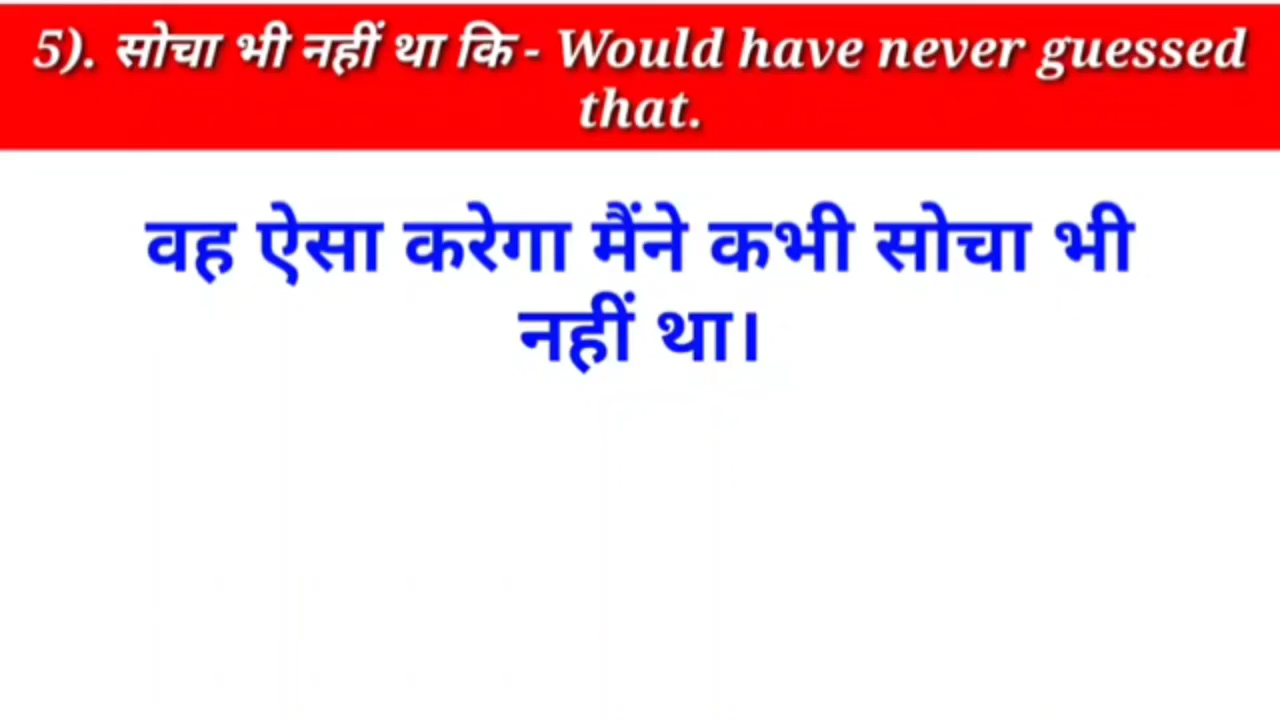 5). सोचा भी नहीं था कि - Would have never guessed
that.
वह ऐसा करेगा मैंने कभी सोचा भी
नहीं था।